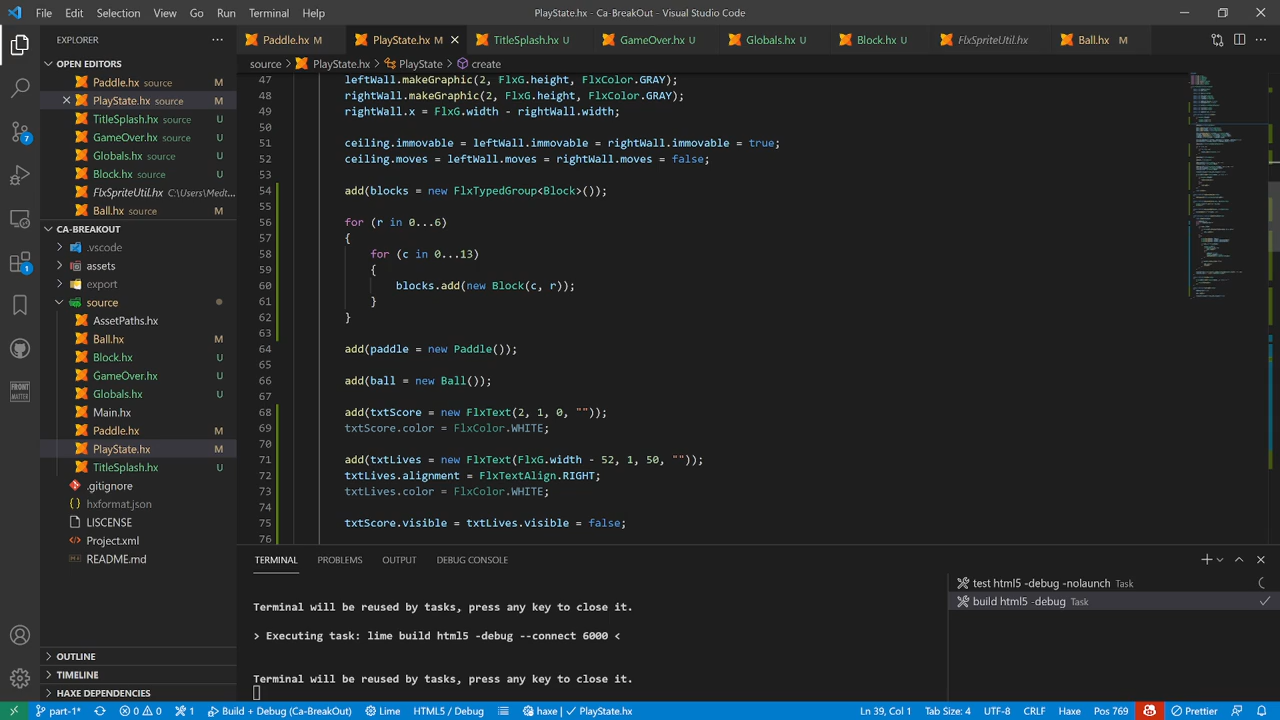 File Edit Selection View Go Run Terminal Help PlayState.hx - Ca-BreakOut - Visual Studio Code
EXPLORER
Paddle.hx M PlayState.hx M TitleSplash.hx U GameOver.hx U Globals.hx U Block.hx U FlxSpriteUtil.hx Ball.hx M
source > PlayState.hx > PlayState > create
OPEN EDITORS
Paddle.hx source M
PlayState.hx source M
TitleSplash.hx source U
GameOver.hx source U
Globals.hx source U
Block.hx source U
FlxSpriteUtil.hx C:\Users\Medt...
Ball.hx source M
CA-BREAKOUT
.vscode
assets
export
source
AssetPaths.hx
Ball.hx M
Block.hx U
GameOver.hx U
Globals.hx U
Main.hx
Paddle.hx M
PlayState.hx M
TitleSplash.hx U
.gitignore
hxformat.json
LISCENSE
Project.xml
README.md
OUTLINE
TIMELINE
HAXE DEPENDENCIES
7
1
FRONT MATTER
47 leftWall.makeGraphic(2, FlxG.height, FlxColor.GRAY);
48 rightWall.makeGraphic(2, FlxG.height, FlxColor.GRAY);
49 rightWall.x = FlxG.width - rightWall.width;
50
51 ceiling.immovable = leftWall.immovable = rightWall.immovable = true;
52 ceiling.moves = leftWall.moves = rightWall.moves = false;
53
54 add(blocks = new FlxTypedGroup<Block>());
55
56 for (r in 0...6)
57 {
58 for (c in 0...13)
59 {
60 blocks.add(new Block(c, r));
61 }
62 }
63
64 add(paddle = new Paddle());
65
66 add(ball = new Ball());
67
68 add(txtScore = new FlxText(2, 1, 0, ""));
69 txtScore.color = FlxColor.WHITE;
70
71 add(txtLives = new FlxText(FlxG.width - 52, 1, 50, ""));
72 txtLives.alignment = FlxTextAlign.RIGHT;
73 txtLives.color = FlxColor.WHITE;
74
75 txtScore.visible = txtLives.visible = false;
76
TERMINAL PROBLEMS OUTPUT DEBUG CONSOLE
Terminal will be reused by tasks, press any key to close it.
> Executing task: lime build html5 -debug --connect 6000 <
Terminal will be reused by tasks, press any key to close it.
test html5 -debug -nolaunch Task
build html5 -debug Task
part-1* 0 0 1 Build + Debug (Ca-BreakOut) Lime HTML5 / Debug haxe | PlayState.hx Ln 39, Col 1 Tab Size: 4 UTF-8 CRLF Haxe Pos 769 Prettier